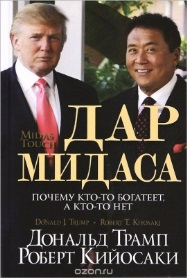 MIDAS
TOUCH
ДАР
МИДАСА
ПОЧЕМУ КТО-ТО БОГАТЕЕТ,
А КТО-ТО НЕТ
DONALD J. TRUMP • ROBERT T. KIYOSAKI
ДОНАЛЬД ТРАМП
РОБЕРТ КИЙОСАКИ